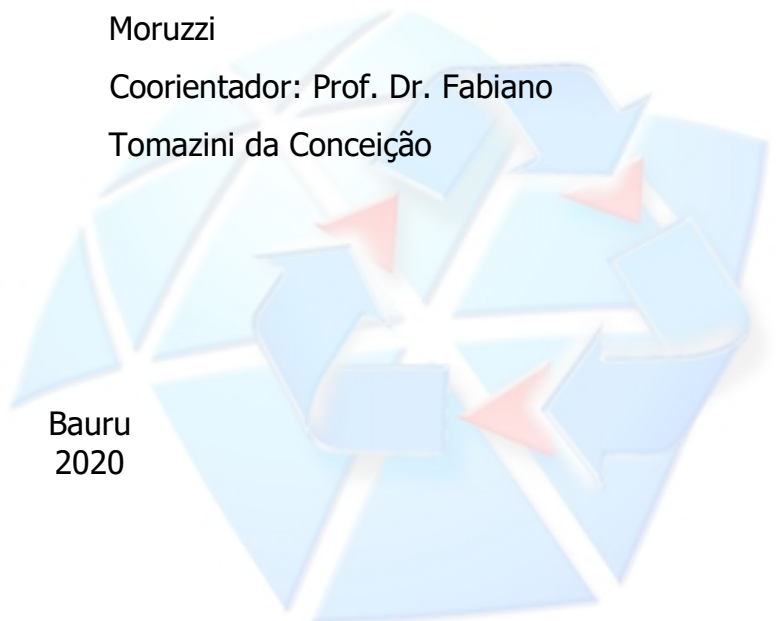 Moruzzi
Coorientador: Prof. Dr. Fabiano
Tomazini da Conceição
Bauru
2020